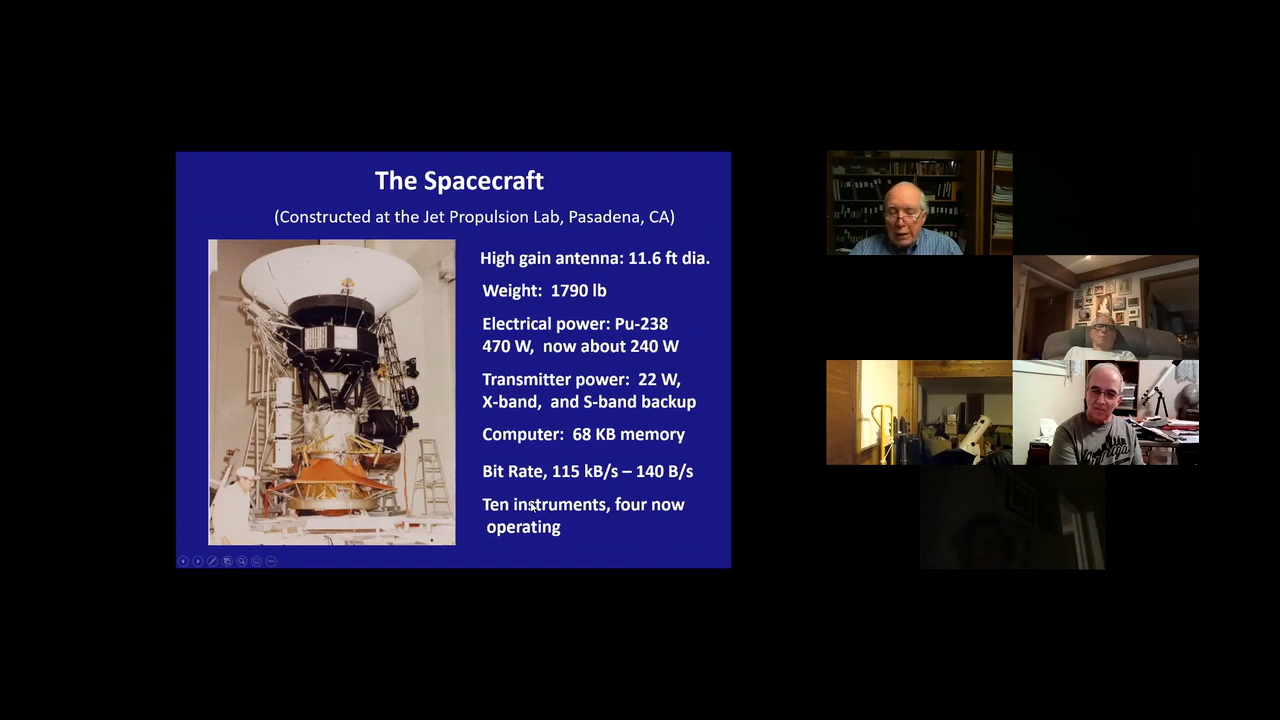 The Spacecraft
(Constructed at the Jet Propulsion Lab, Pasadena, CA)
High gain antenna: 11.6 ft dia.
Weight:  1790 lb
Electrical power: Pu-238
470 W,  now about 240 W
Transmitter power:  22 W,
X-band,  and S-band backup
Computer:  68 KB memory
Bit Rate, 115 kB/s – 140 B/s
Ten instruments, four now
operating